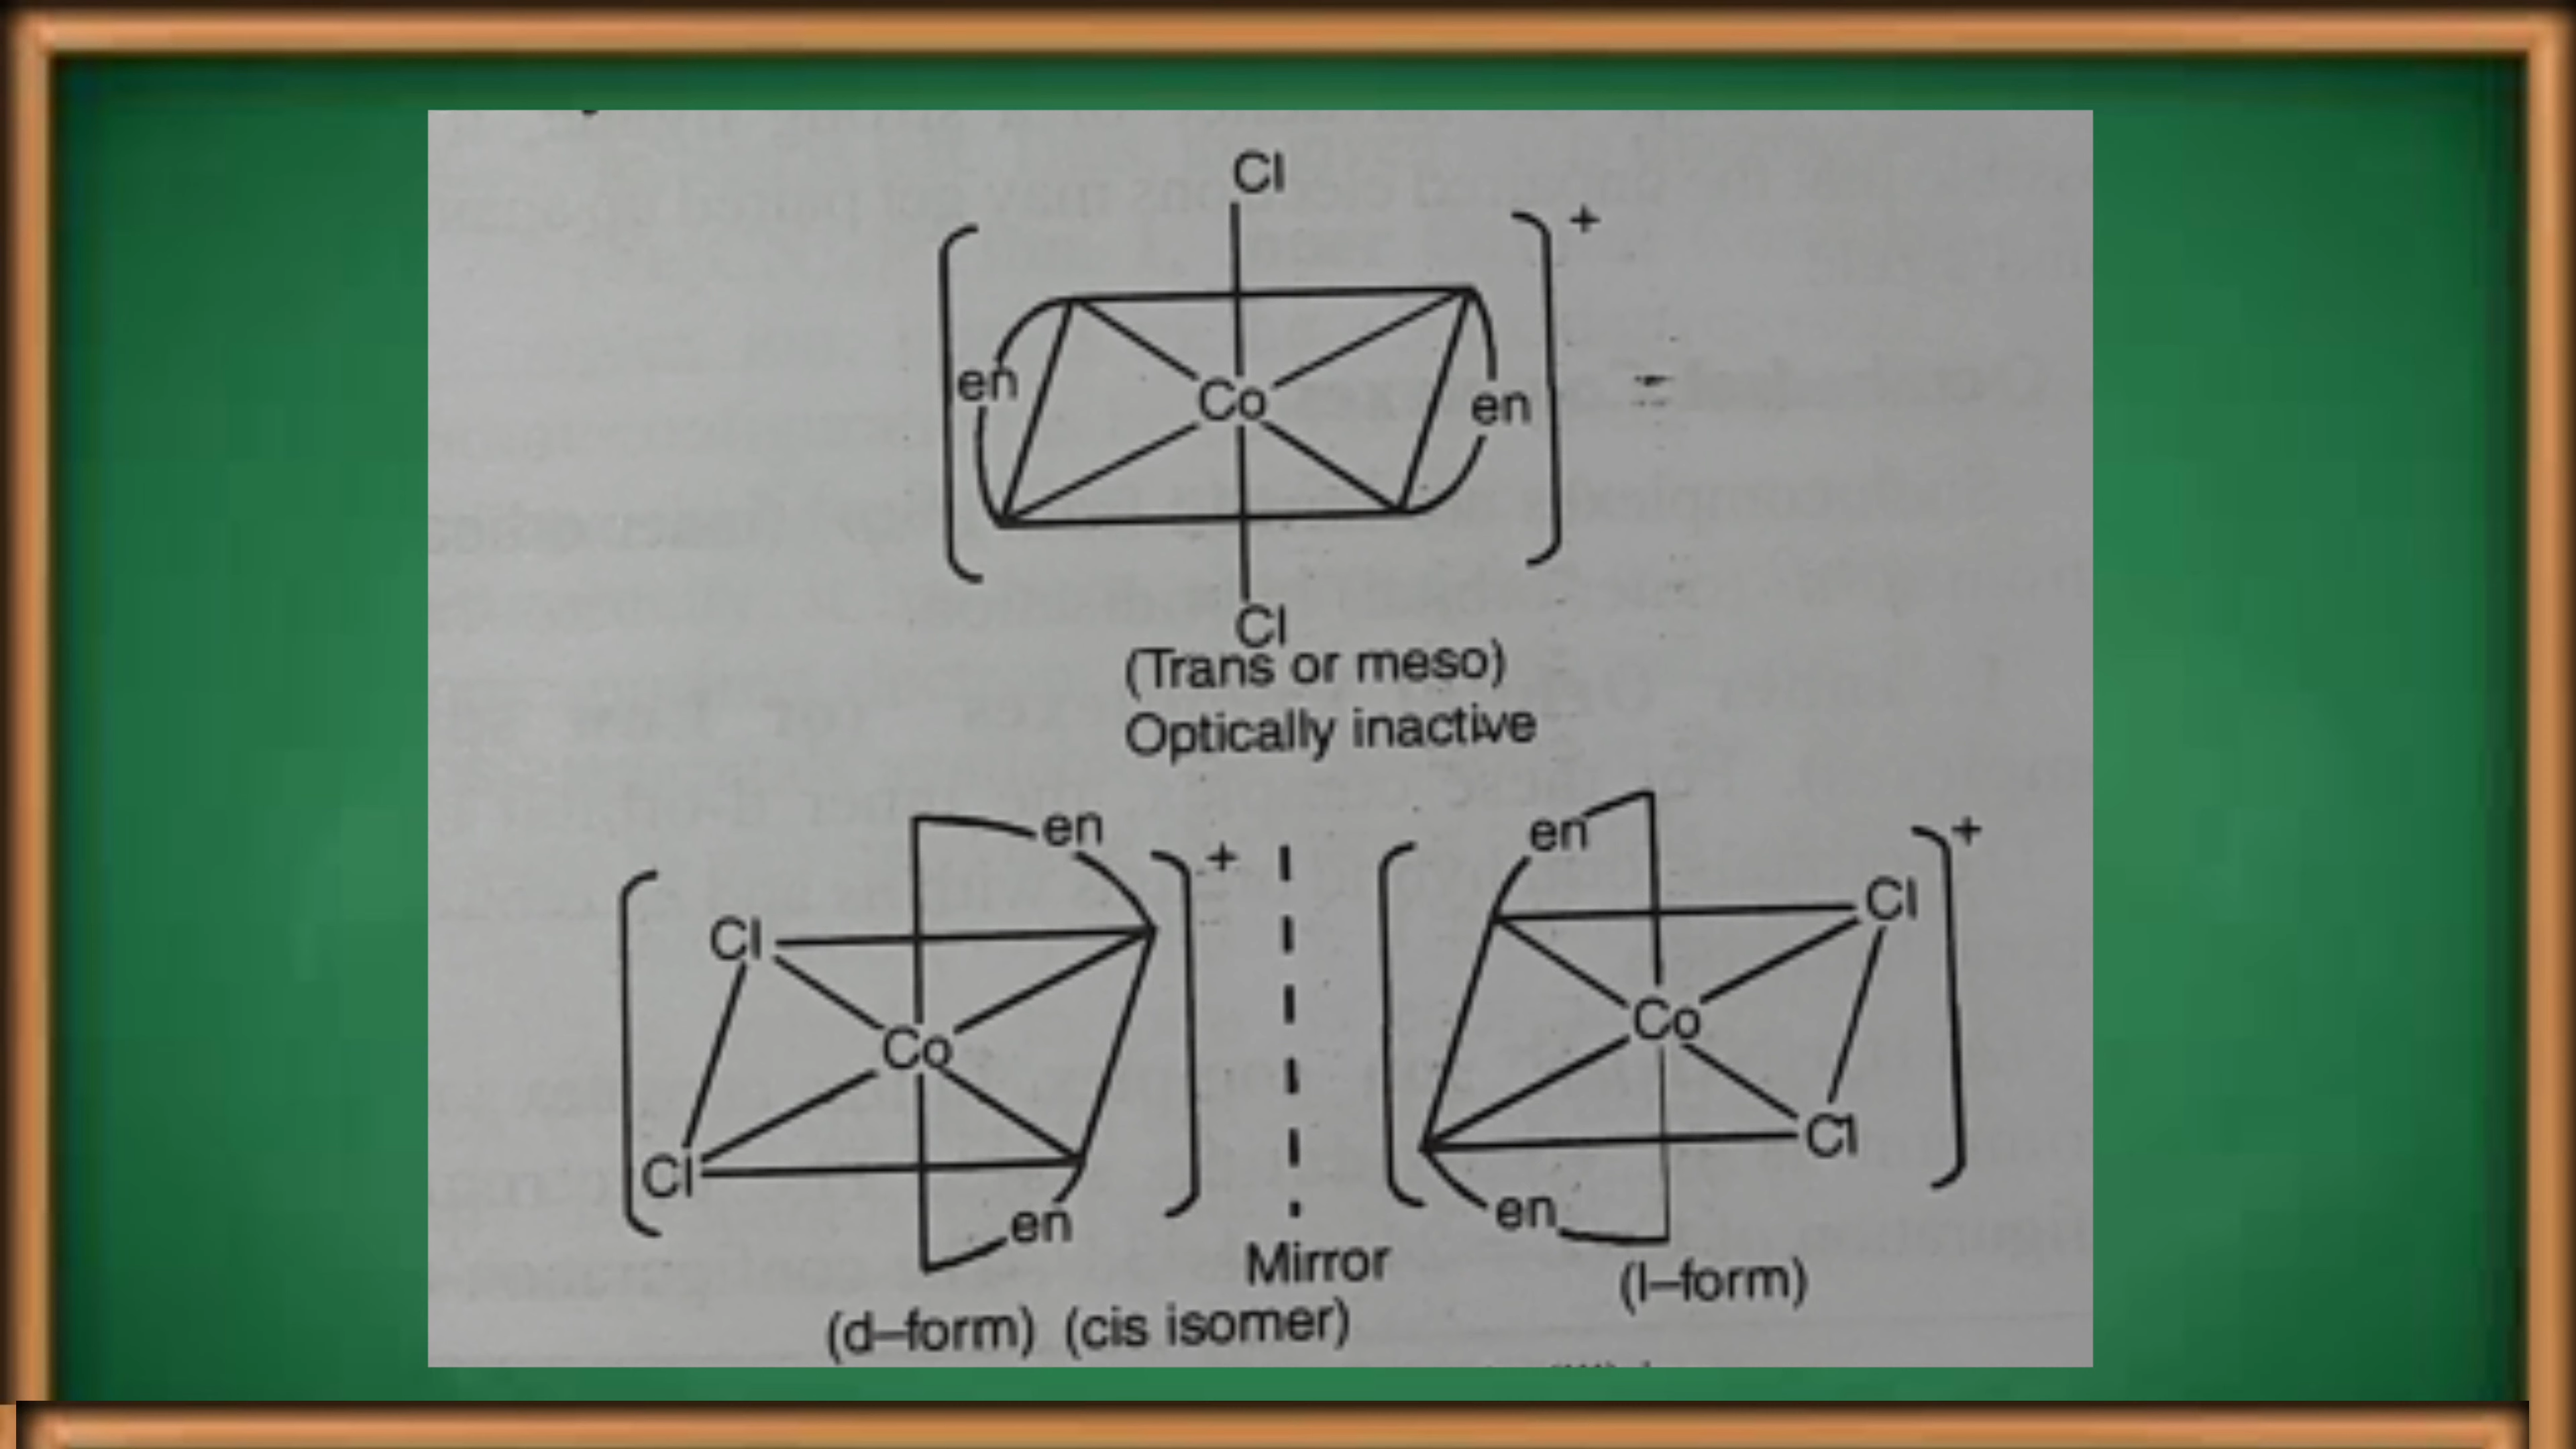 Cl
+
en
Co
en
=
Cl
(Trans or meso)
Optically inactive
en
+
Cl
Co
Cl
en
en
+
Cl
Co
Cl
en
Mirror
(l–form)
(d–form) (cis isomer)